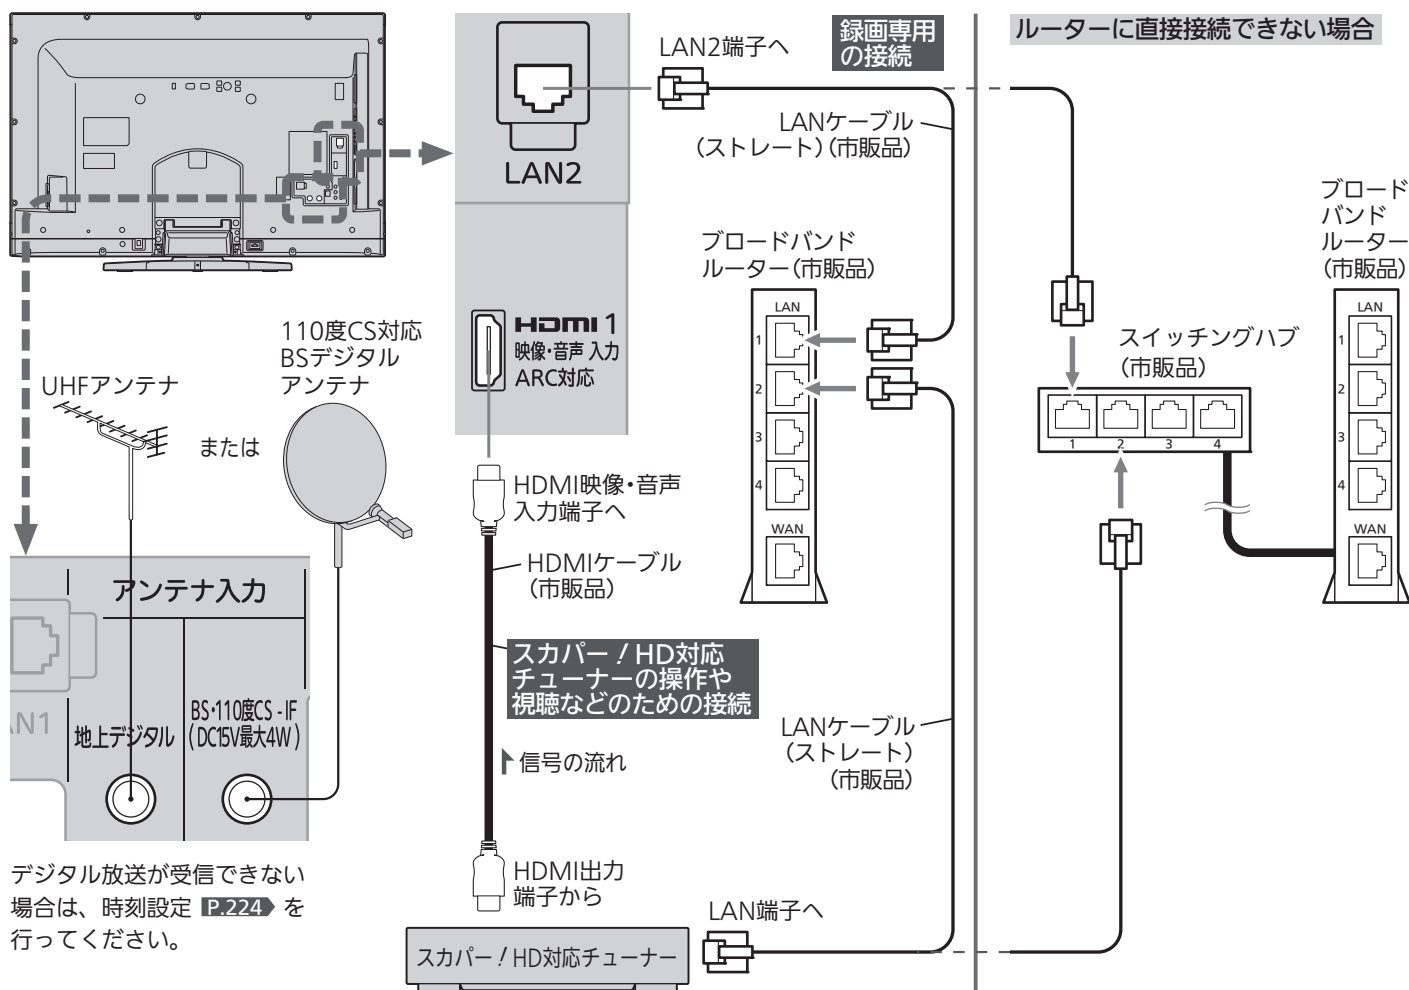 LAN2
LAN2端子へ
録画専用
の接続
ルーターに直接接続できない場合
LANケーブル
(ストレート)(市販品)
ブロードバンド
ルーター(市販品)
LAN
1
2
3
4
WAN
HDMI 1
映像・音声 入力
ARC対応
HDMI映像・音声
入力端子へ
HDMIケーブル
(市販品)
スカパー!HD対応
チューナーの操作や
視聴などのための接続
信号の流れ
HDMI出力
端子から
スカパー!HD対応チューナー
LAN端子へ
LANケーブル
(ストレート)
(市販品)
110度CS対応
BSデジタル
アンテナ
UHFアンテナ
または
アンテナ入力
AN1
地上デジタル
BS・110度CS-IF
(DC15V最大4W)
デジタル放送が受信できない
場合は、時刻設定 P.224 を
行ってください。
スイッチングハブ
(市販品)
1 2 3 4
ブロード
バンド
ルーター
(市販品)
LAN
1
2
3
4
WAN